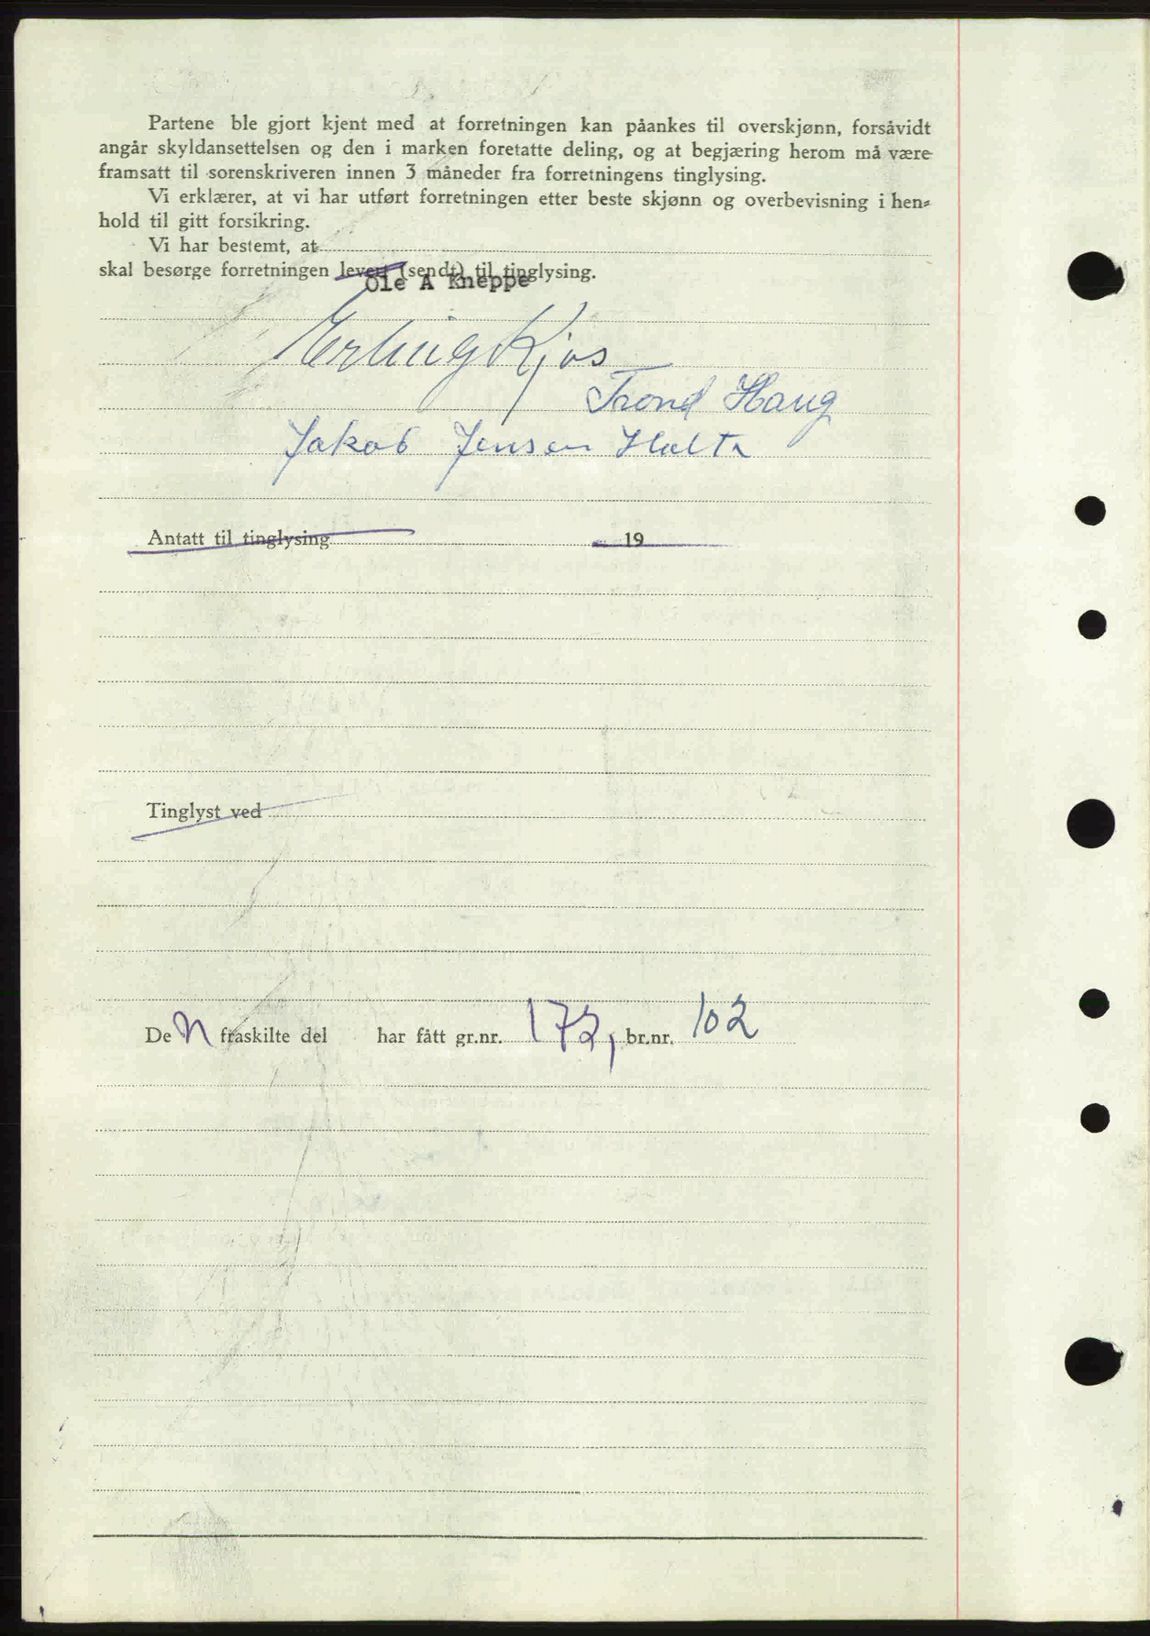 Partene ble gjort kjent med at forretningen kan påankes til overskjønn, forsåvidt
angår skyldansettelsen og den i marken foretatte deling, og at begjæring herom må være
framsatt til sorenskriveren innen 3 måneder fra forretningens tinglysing.
Vi erklærer, at vi har utført forretningen etter beste skjønn og overbevisning i hen-
hold til gitt forsikring.
Vi har bestemt, at
skal besørge forretningen levert (sendt) til tinglysing.
Ole A Kneppe
Erling Kjos
Trond Haug
Jakob Jensen Holte
Antatt til tinglysing 19
Tinglyst ved
De n fraskilte del har fått gr.nr. 172, br.nr. 102